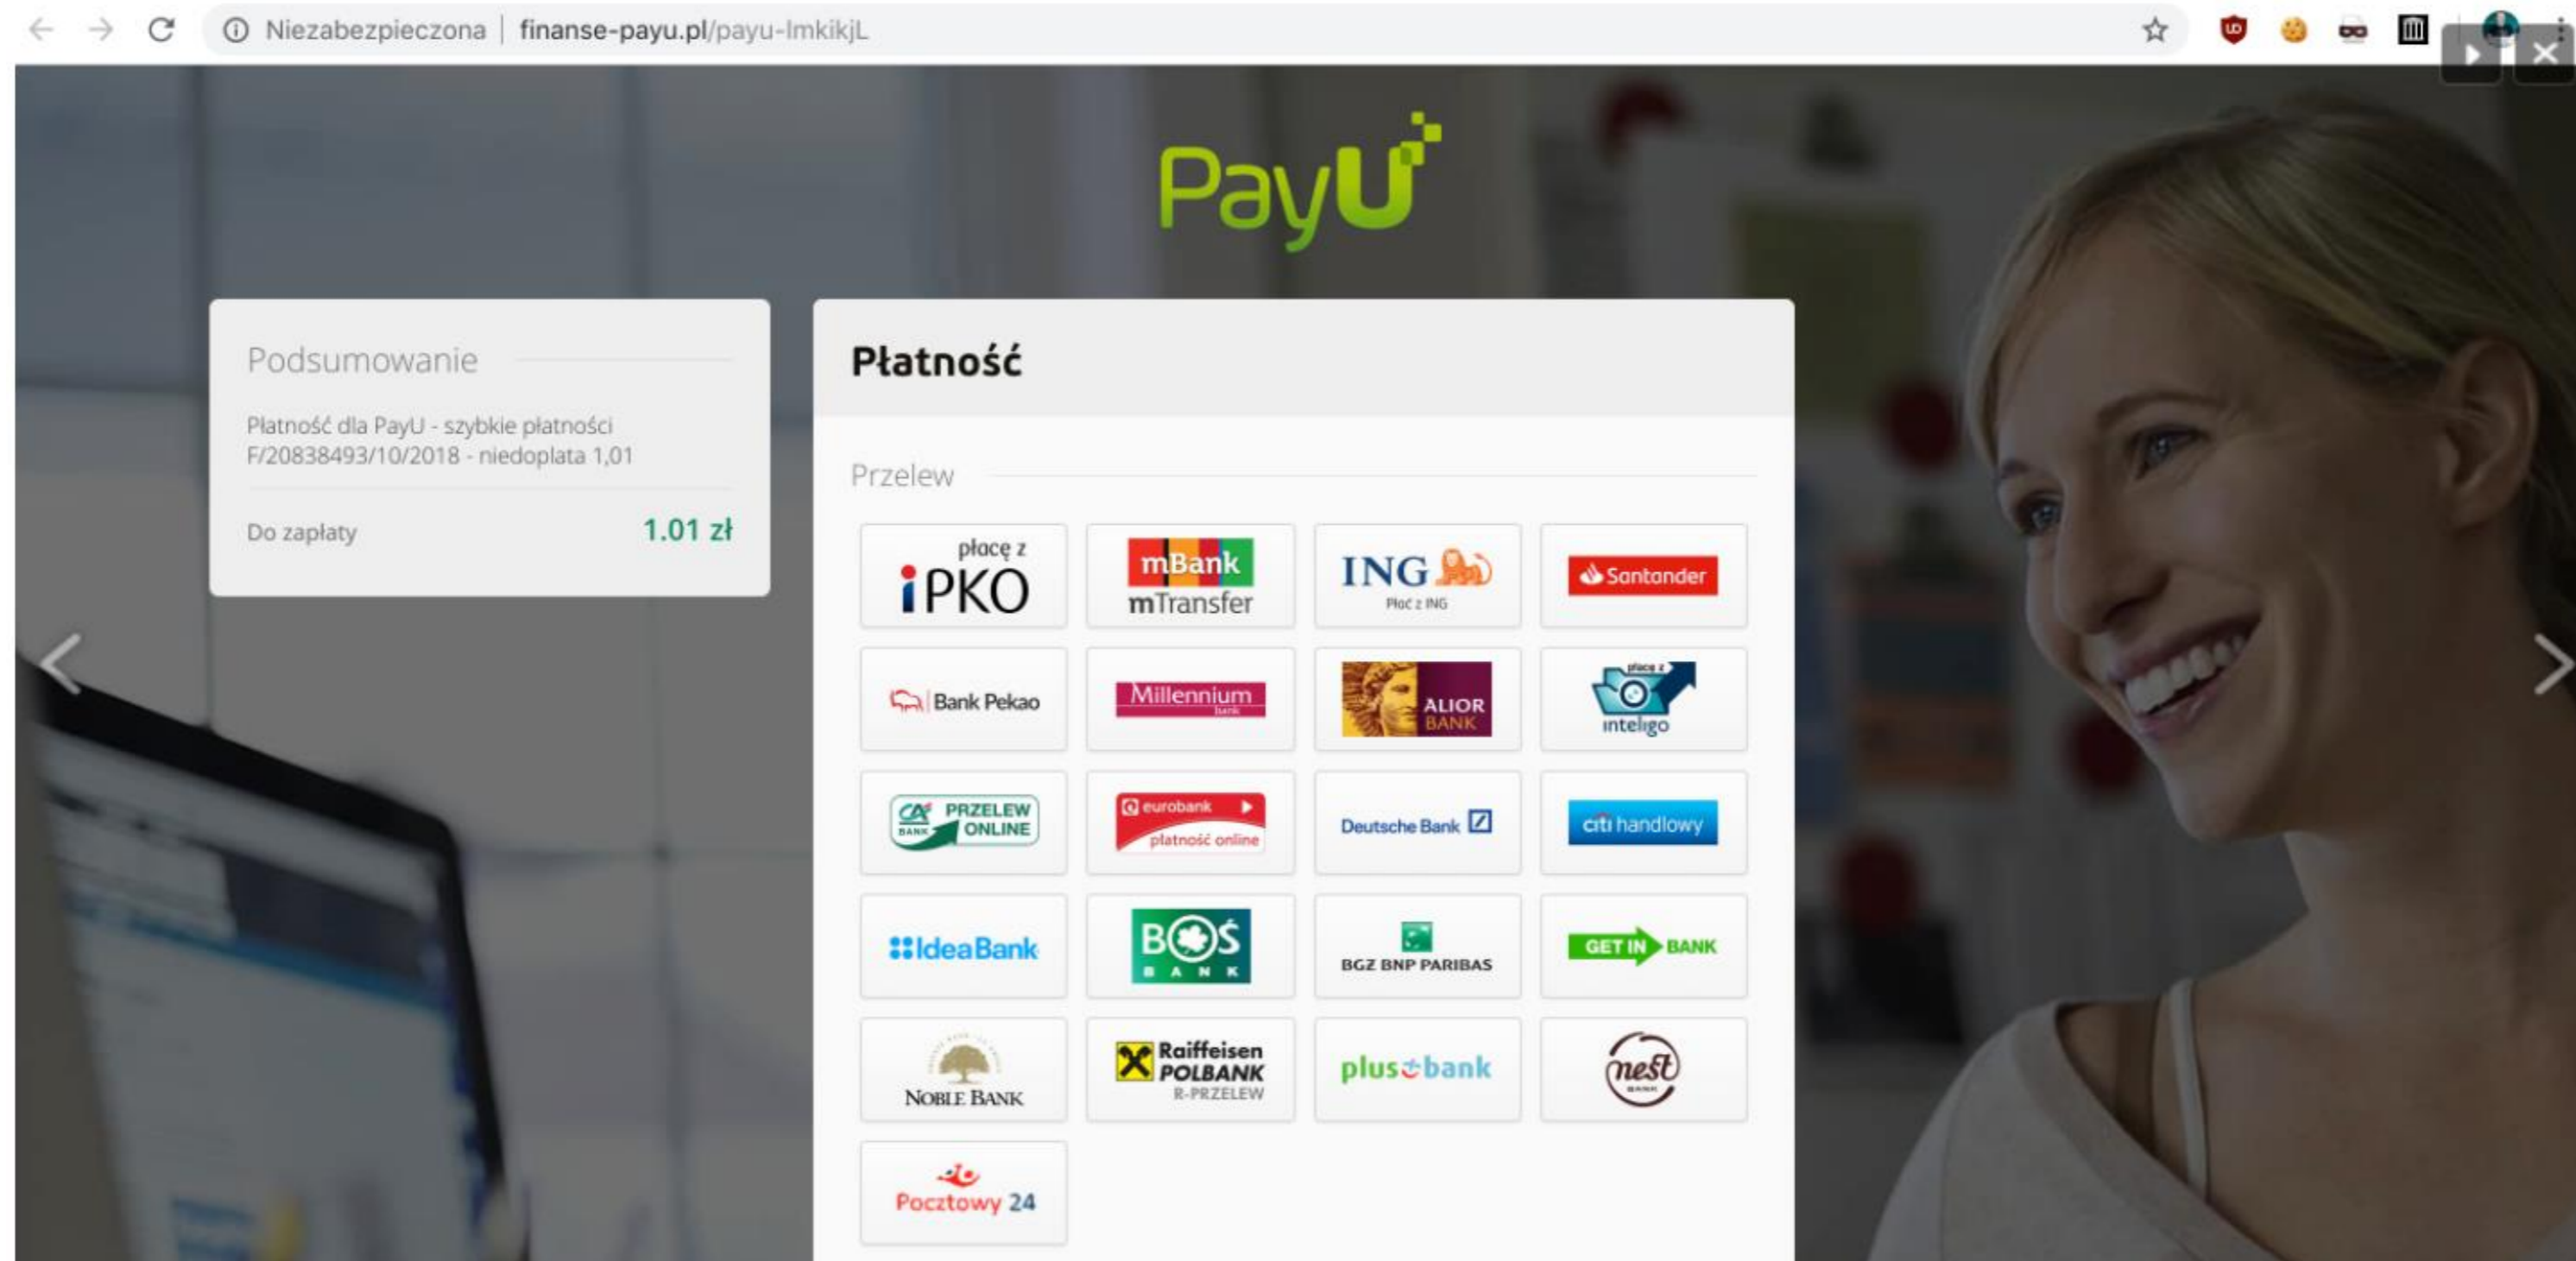 Niezabezpieczona | finanse-payu.pl/payu-lmkikjL
PayU
Podsumowanie
Płatność dla PayU - szybkie płatności
F/20838493/10/2018 - niedoplata 1,01
Do zapłaty 1.01 zł
Płatność
Przelew
płacę z
iPKO
mBank
mTransfer
ING
Płać z ING
Santander
Bank Pekao
Millennium
bank
ALIOR
BANK
płacę z
inteligo
CA BANK
PRZELEW
ONLINE
eurobank
płatność online
Deutsche Bank
citi handlowy
IdeaBank
BOŚ
BANK
BGZ BNP PARIBAS
GET IN BANK
NOBLE BANK
Raiffeisen
POLBANK
R-PRZELEW
plus bank
nest
BANK
Pocztowy 24